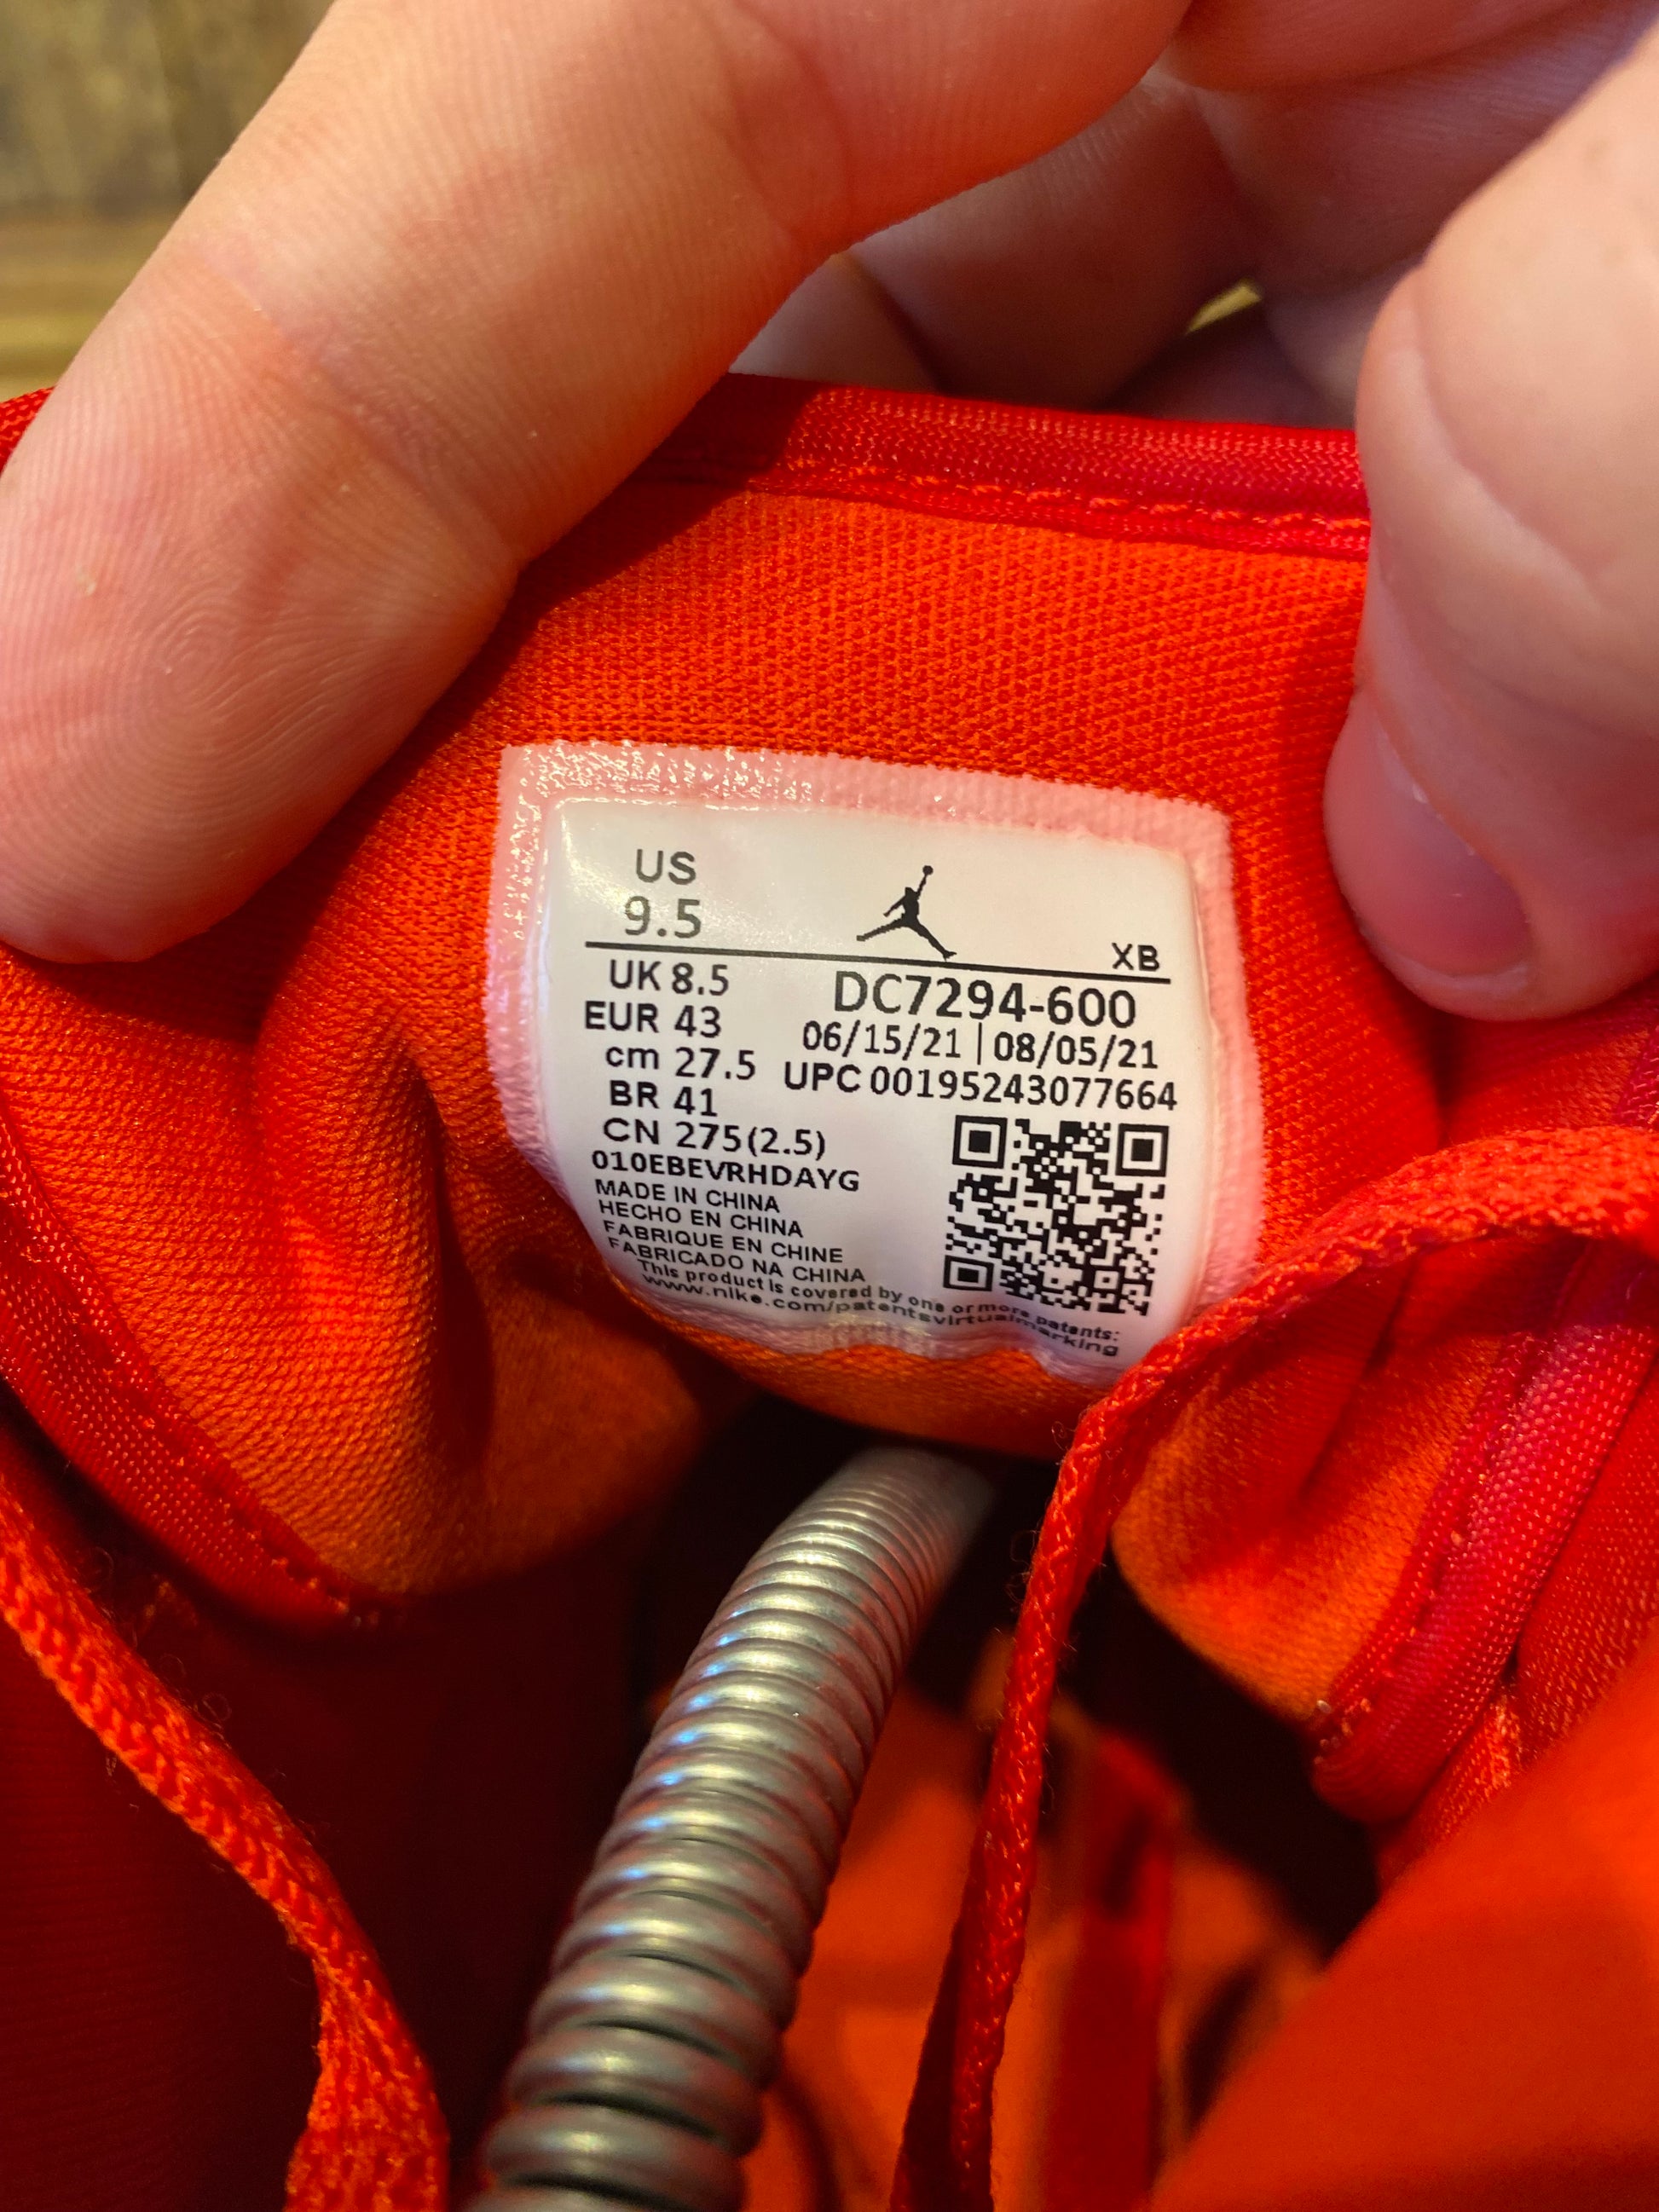 US
9.5
XB
UK 8.5
EUR 43
cm 27.5
BR 41
CN 275(2.5)
DC7294-600
06/15/21 | 08/05/21
UPC 00195243077664
010EBEVRHDAYG
MADE IN CHINA
HECHO EN CHINA
FABRIQUE EN CHINE
FABRICADO NA CHINA
This product is covered by one or more patents:
www.nike.com/patentsvirtualmarking